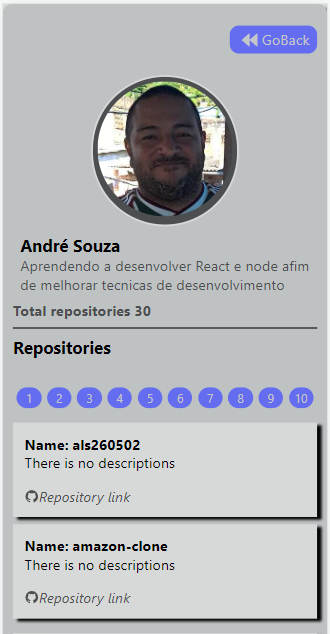 GoBack
André Souza
Aprendendo a desenvolver React e node afim
de melhorar tecnicas de desenvolvimento
Total repositories 30
Repositories
1 2 3 4 5 6 7 8 9 10
Name: als260502
There is no descriptions
Repository link
Name: amazon-clone
There is no descriptions
Repository link